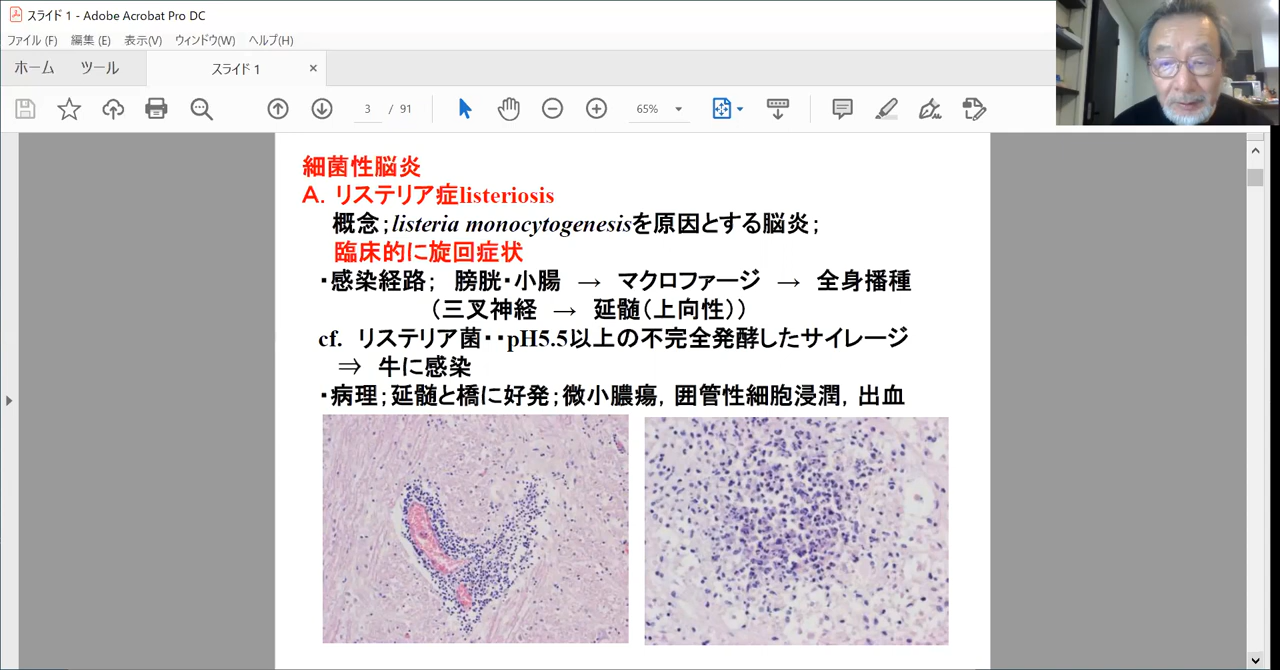 スライド 1 - Adobe Acrobat Pro DC
ファイル (F) 編集 (E) 表示(V) ウィンドウ(W) ヘルプ(H)
ホーム ツール スライド 1 ×
3 / 91 65%
細菌性脳炎
A. リステリア症listeriosis
概念;listeria monocytogenesisを原因とする脳炎;
臨床的に旋回症状
・感染経路; 膀胱・小腸 → マクロファージ → 全身播種
(三叉神経 → 延髄(上向性))
cf. リステリア菌・・pH5.5以上の不完全発酵したサイレージ
⇒ 牛に感染
・病理;延髄と橋に好発;微小膿瘍, 囲管性細胞浸潤, 出血